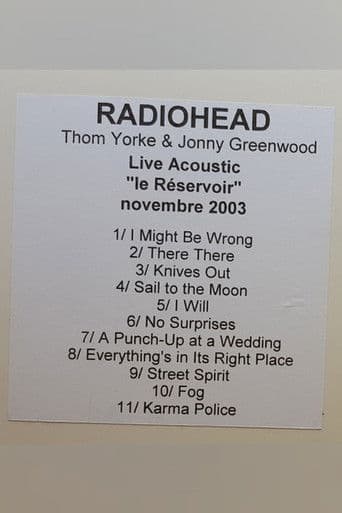 RADIOHEAD
Thom Yorke & Jonny Greenwood
Live Acoustic
"le Réservoir"
novembre 2003
1/ I Might Be Wrong
2/ There There
3/ Knives Out
4/ Sail to the Moon
5/ I Will
6/ No Surprises
7/ A Punch-Up at a Wedding
8/ Everything's in Its Right Place
9/ Street Spirit
10/ Fog
11/ Karma Police